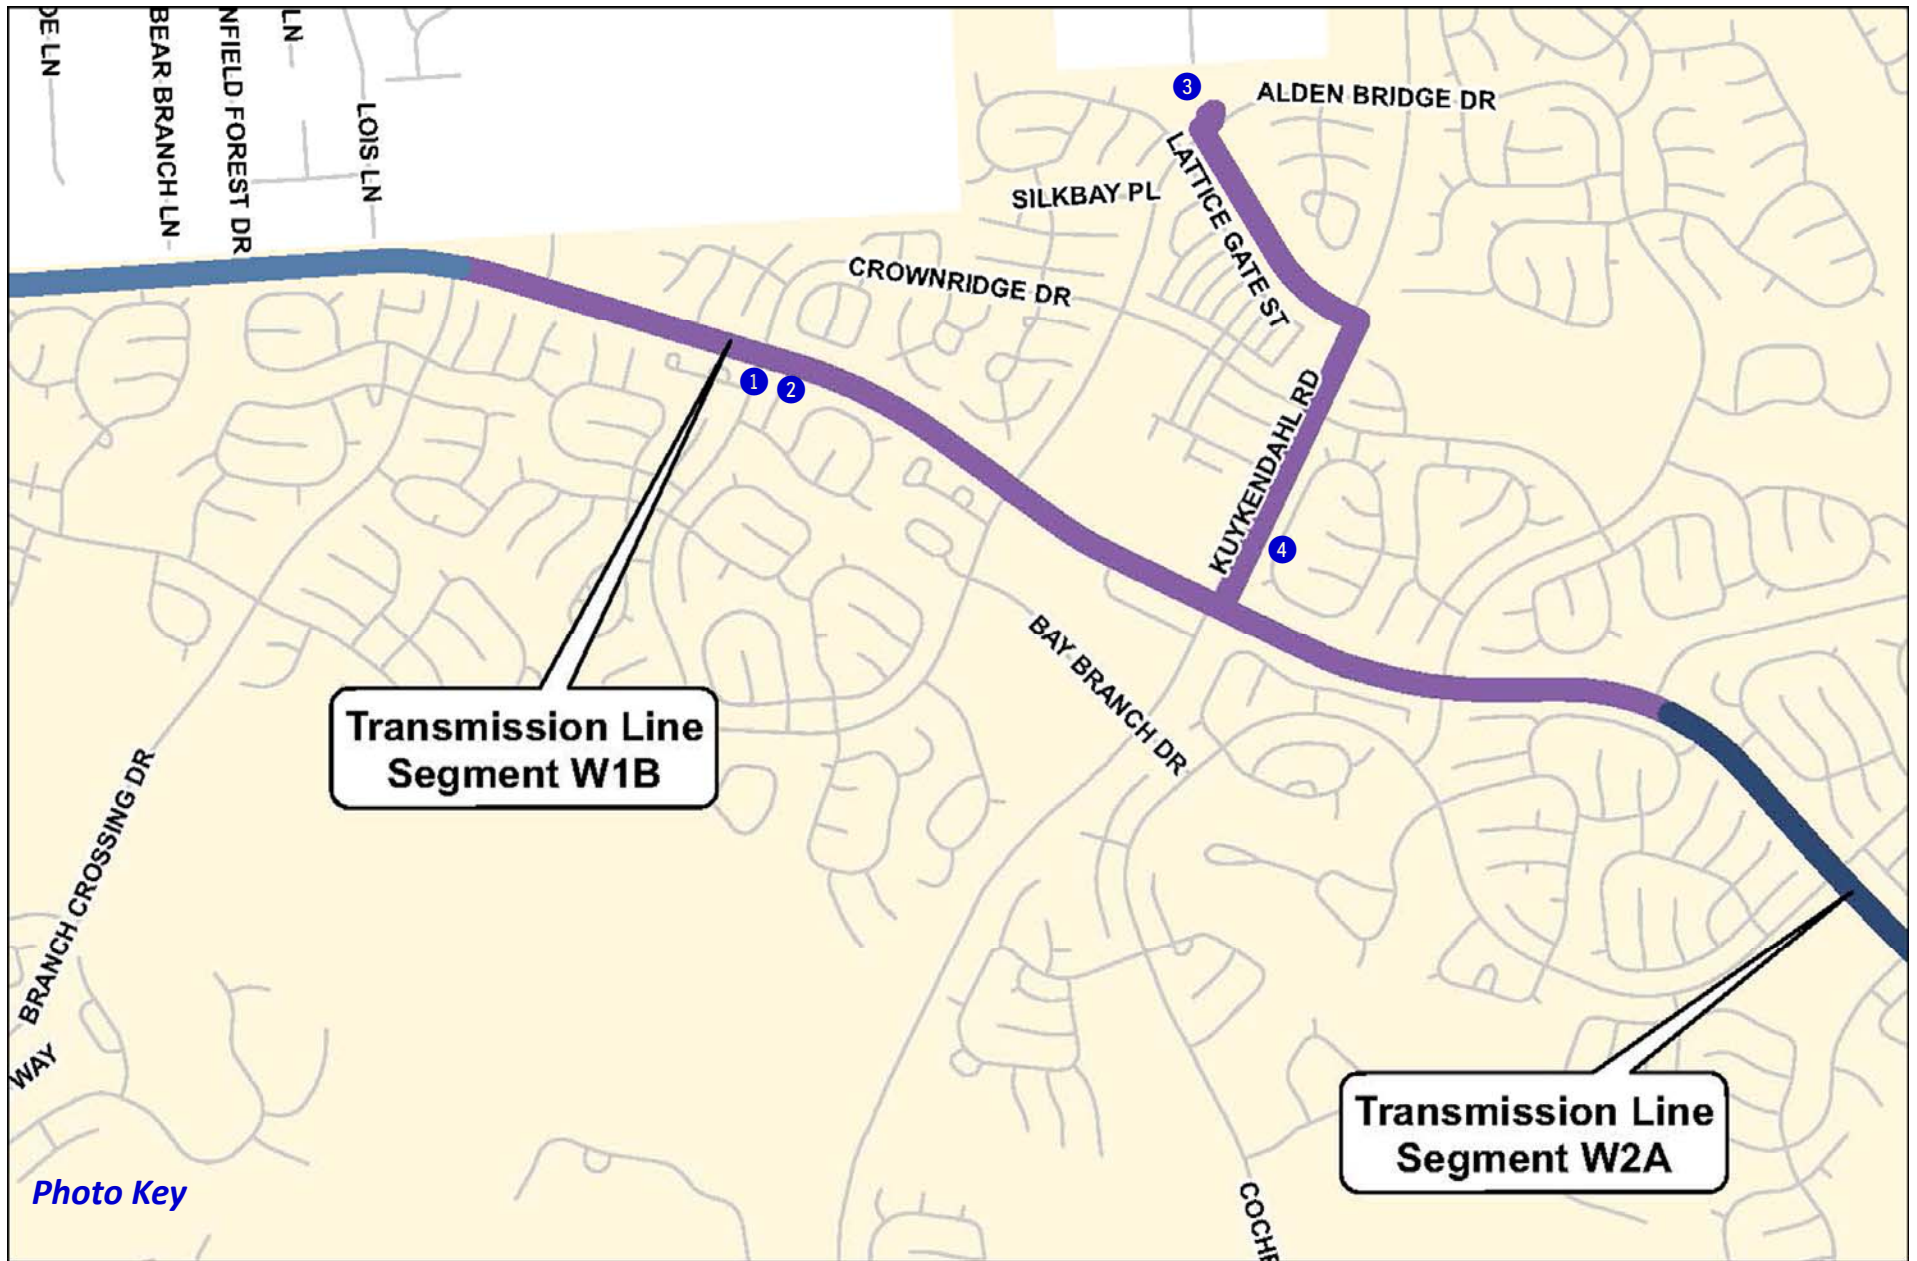 DE LN
BEAR BRANCH LN
NFIELD FOREST DR
LN
LOIS LN
3
ALDEN BRIDGE DR
LATTICE GATE ST
SILKBAY PL
CROWNRIDGE DR
1
2
KUYKENDAHL RD
4
BAY BRANCH DR
Transmission Line
Segment W1B
BRANCH CROSSING DR
WAY
Transmission Line
Segment W2A
Photo Key
COCHR